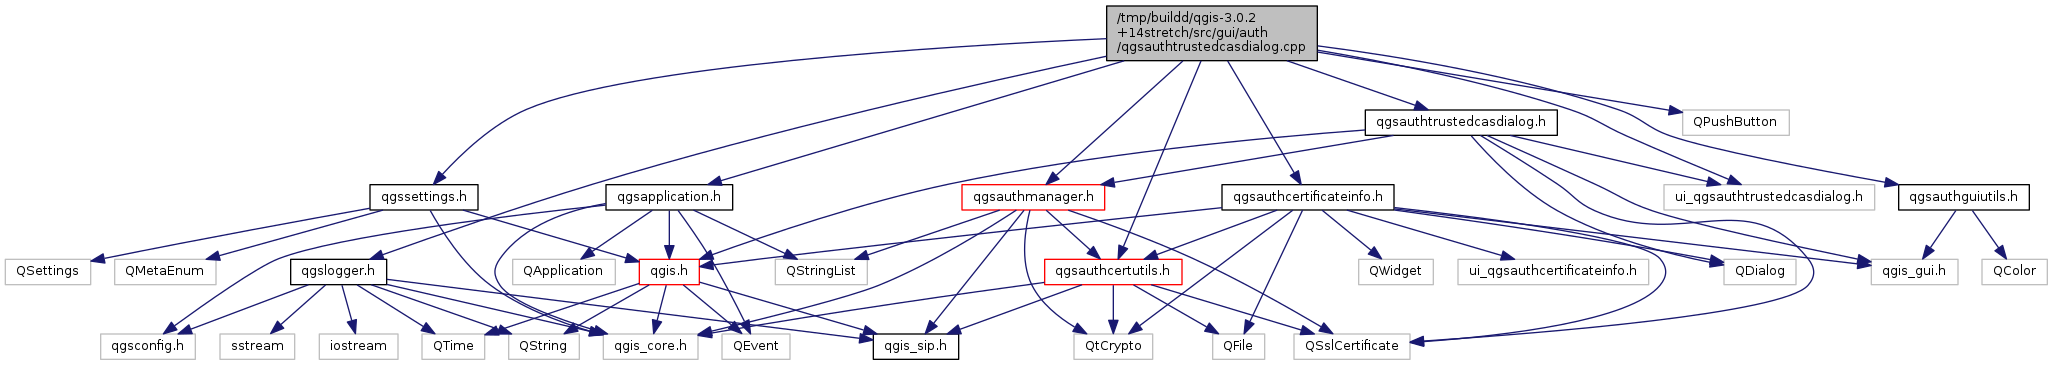 /tmp/buildd/qgis-3.0.2
+14stretch/src/gui/auth
/qgsauthtrustedcasdialog.cpp
qgsauthtrustedcasdialog.h
QPushButton
qgssettings.h
qgsapplication.h
qgsauthmanager.h
qgsauthcertificateinfo.h
ui_qgsauthtrustedcasdialog.h
qgsauthguiutils.h
QSettings
QMetaEnum
qgslogger.h
QApplication
qgis.h
QStringList
qgsauthcertutils.h
QWidget
ui_qgsauthcertificateinfo.h
QDialog
qgis_gui.h
QColor
qgsconfig.h
sstream
iostream
QTime
QString
qgis_core.h
QEvent
qgis_sip.h
QtCrypto
QFile
QSslCertificate